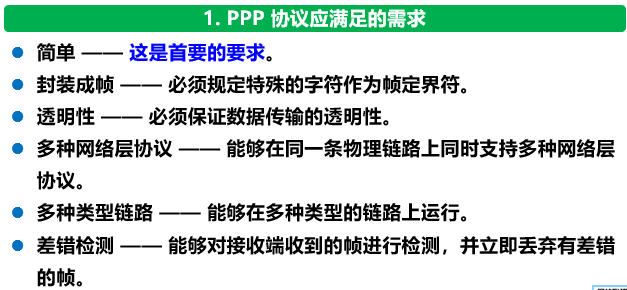 1. PPP 协议应满足的需求
简单 —— 这是首要的要求。
封装成帧 —— 必须规定特殊的字符作为帧定界符。
透明性 —— 必须保证数据传输的透明性。
多种网络层协议 —— 能够在同一条物理链路上同时支持多种网络层
协议。
多种类型链路 —— 能够在多种类型的链路上运行。
差错检测 —— 能够对接收端收到的帧进行检测，并立即丢弃有差错
的帧。